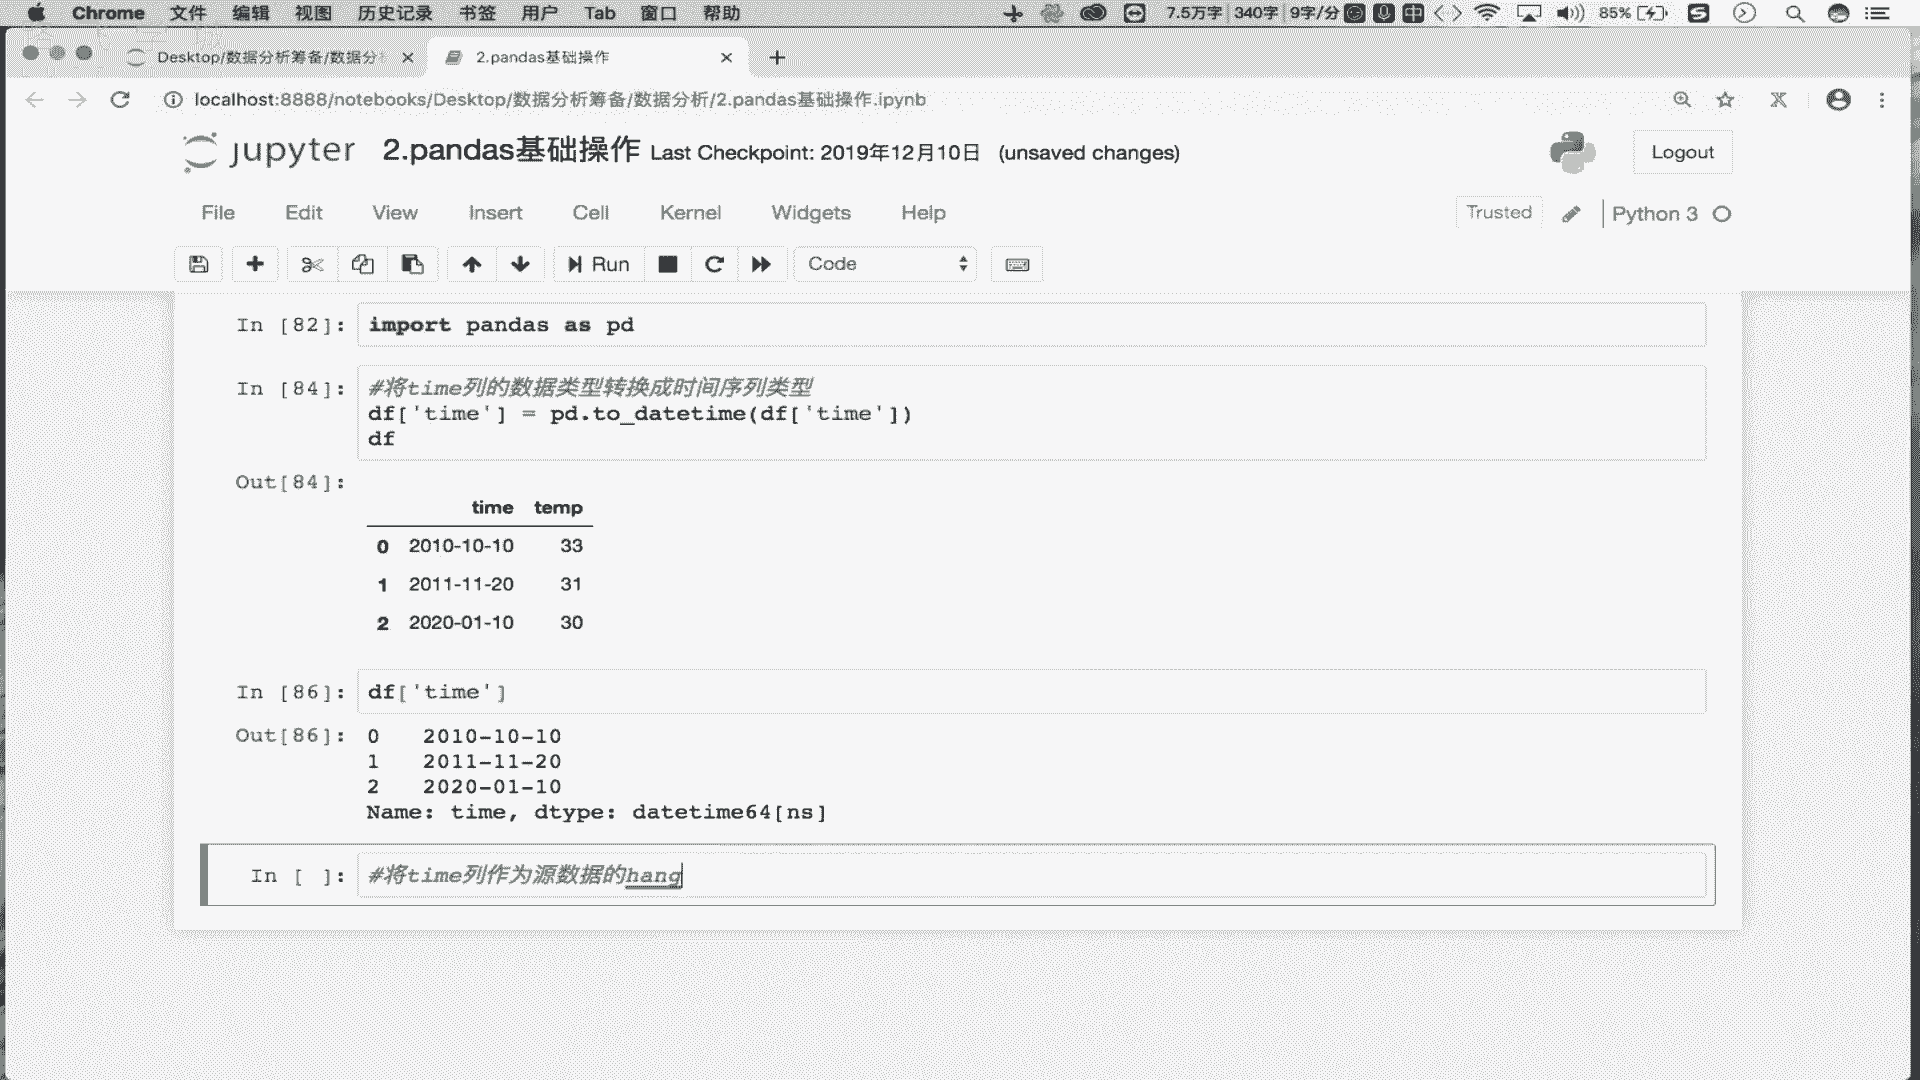 Chrome 文件 编辑 视图 历史记录 书签 用户 Tab 窗口 帮助 7.5万字 340字 9字/分 中 85%
Desktop/数据分析筹备/数据分
2.pandas基础操作
localhost:8888/notebooks/Desktop/数据分析筹备/数据分析/2.pandas基础操作.ipynb
jupyter 2.pandas基础操作 Last Checkpoint: 2019年12月10日 (unsaved changes)
Logout
File Edit View Insert Cell Kernel Widgets Help
Trusted Python 3
Run Code
In [82]: import pandas as pd
In [84]: #将time列的数据类型转换成时间序列类型
df['time'] = pd.to_datetime(df['time'])
df
Out[84]:
time temp
0 2010-10-10 33
1 2011-11-20 31
2 2020-01-10 30
In [86]: df['time']
Out[86]: 0 2010-10-10
1 2011-11-20
2 2020-01-10
Name: time, dtype: datetime64[ns]
In [ ]: #将time列作为源数据的hang